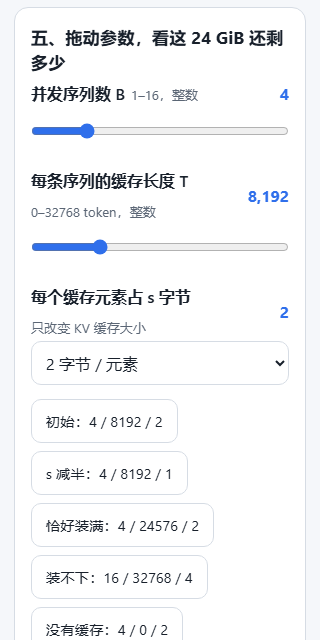 五、拖动参数，看这 24 GiB 还剩
多少
并发序列数 B 1–16，整数 4
每条序列的缓存长度 T
0–32768 token，整数
8,192
每个缓存元素占 s 字节
只改变 KV 缓存大小
2
2 字节 / 元素
初始：4 / 8192 / 2
s 减半：4 / 8192 / 1
恰好装满：4 / 24576 / 2
装不下：16 / 32768 / 4
没有缓存：4 / 0 / 2